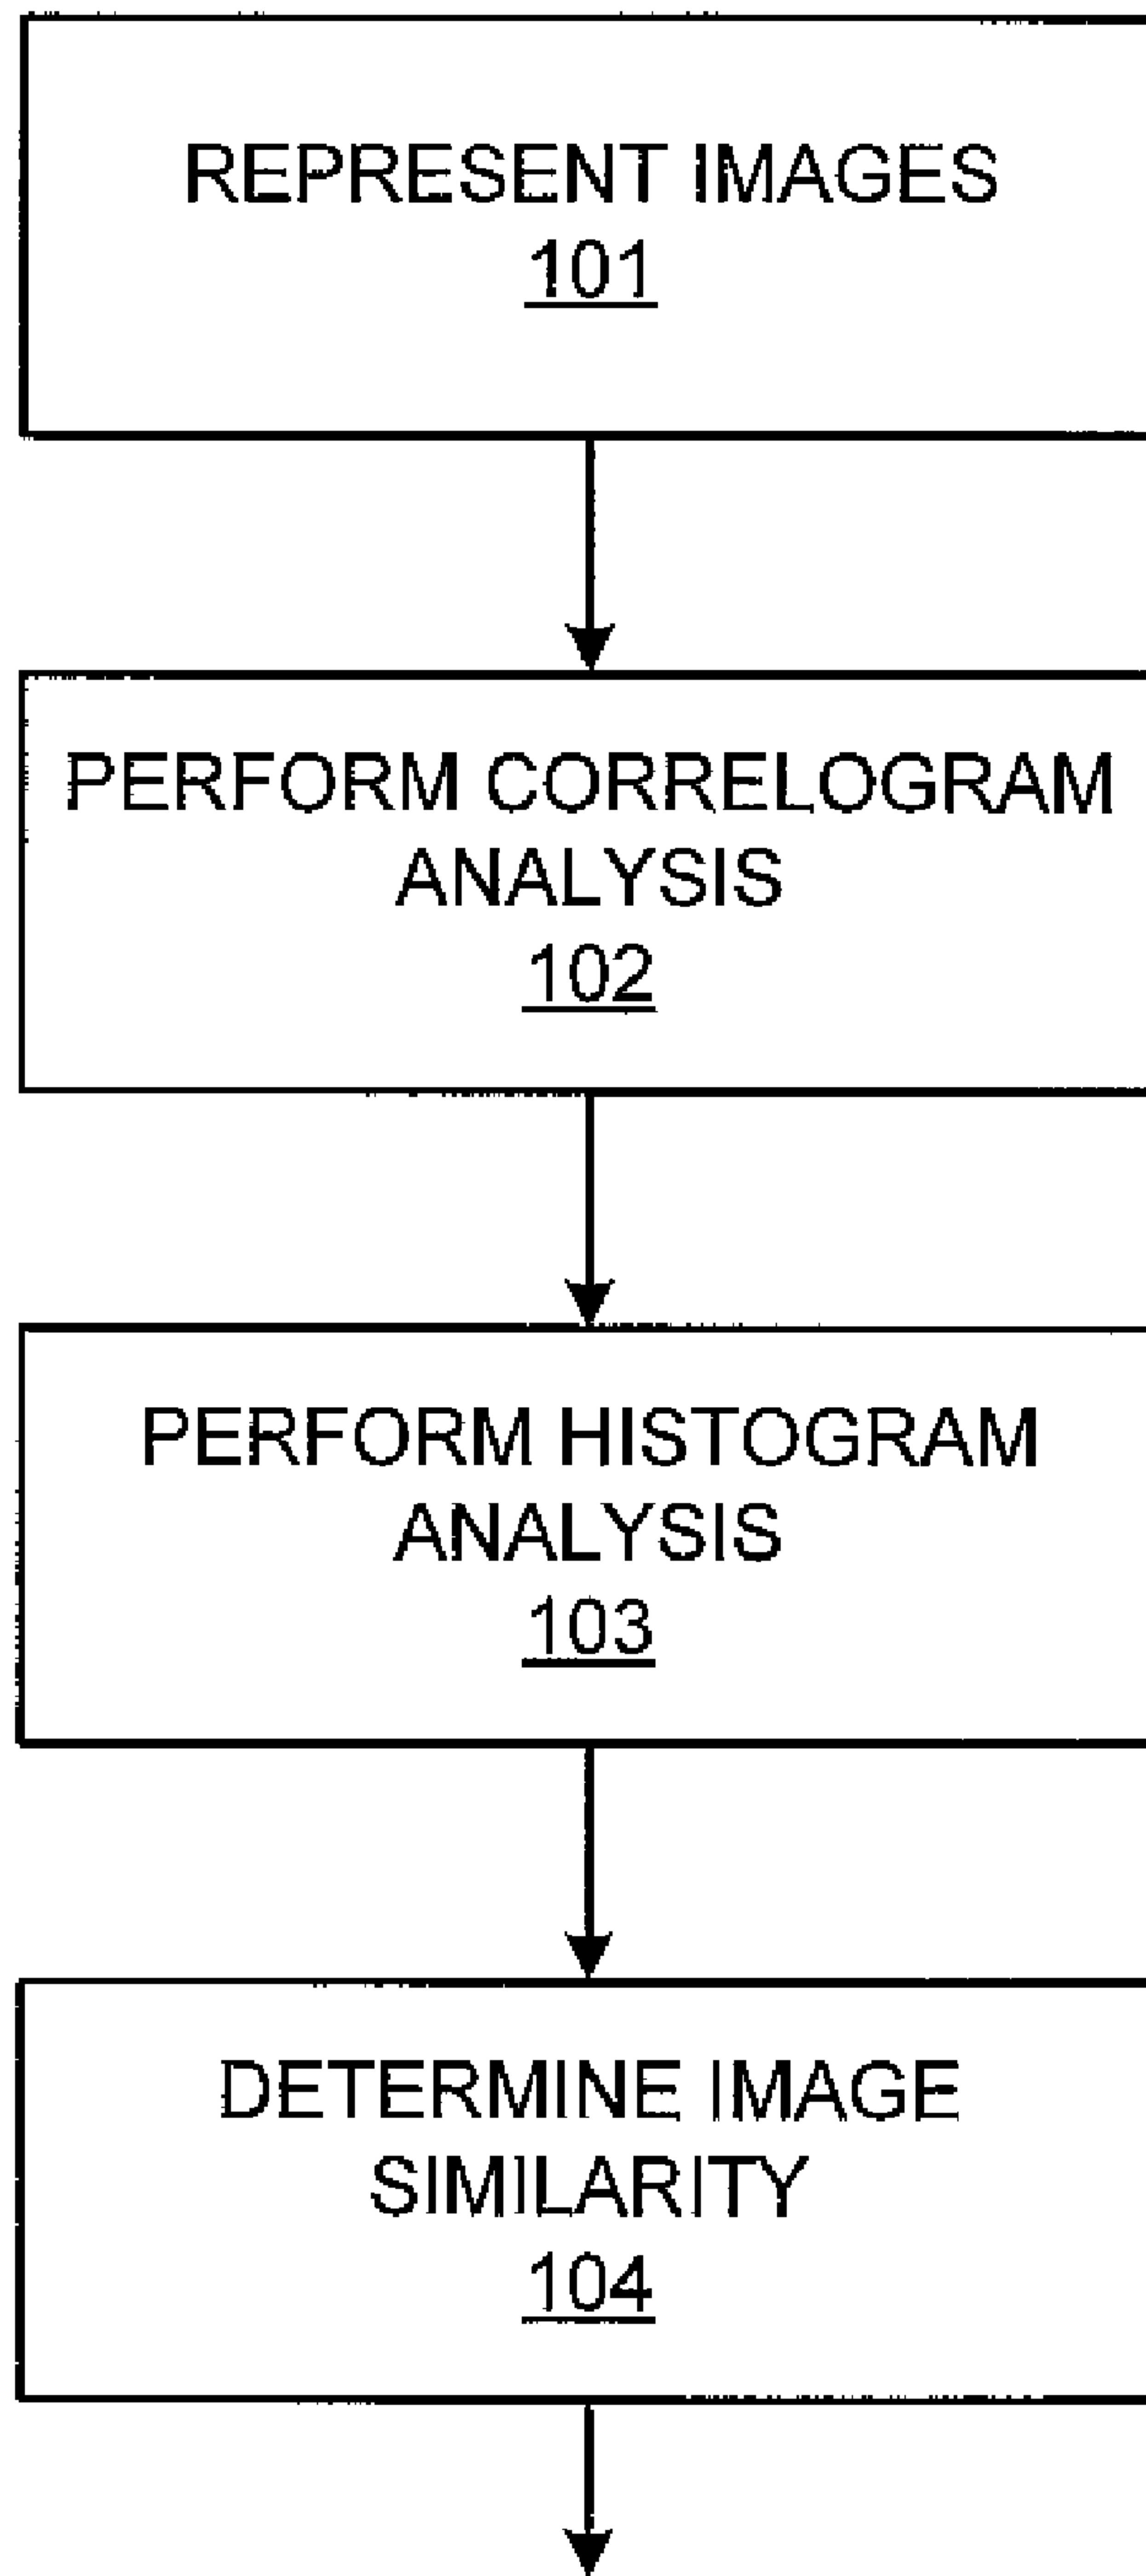 REPRESENT IMAGES
101
PERFORM CORRELOGRAM
ANALYSIS
102
PERFORM HISTOGRAM
ANALYSIS
103
DETERMINE IMAGE
SIMILARITY
104